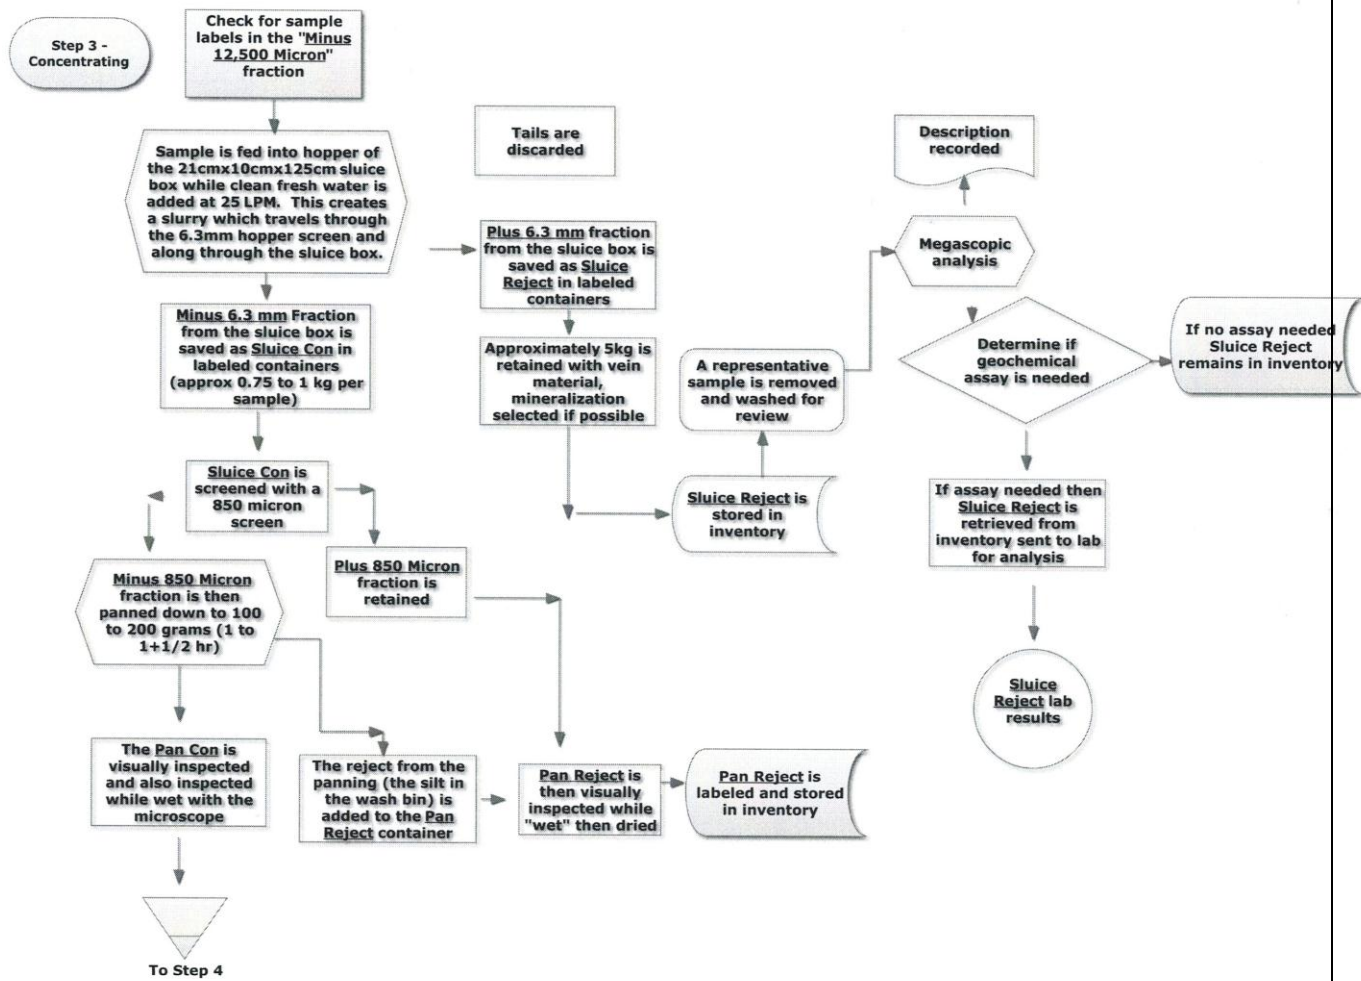 Step 3 -
Concentrating
Check for sample
labels in the "Minus
12,500 Micron"
fraction
Sample is fed into hopper of
the 21cmx10cmx125cm sluice
box while clean fresh water is
added at 25 LPM. This creates
a slurry which travels through
the 6.3mm hopper screen and
along through the sluice box.
Tails are
discarded
Description
recorded
Plus 6.3 mm fraction
from the sluice box is
saved as Sluice
Reject in labeled
containers
Megascopic
analysis
Minus 6.3 mm Fraction
from the sluice box is
saved as Sluice Con in
labeled containers
(approx 0.75 to 1 kg per
sample)
Approximately 5kg is
retained with vein
material,
mineralization
selected if possible
A representative
sample is removed
and washed for
review
Determine if
geochemical
assay is needed
If no assay needed
Sluice Reject
remains in inventory
Sluice Con is
screened with a
850 micron
screen
Sluice Reject is
stored in
inventory
If assay needed then
Sluice Reject is
retrieved from
inventory sent to lab
for analysis
Plus 850 Micron
fraction is
retained
Minus 850 Micron
fraction is then
panned down to 100
to 200 grams (1 to
1+1/2 hr)
Sluice
Reject lab
results
The Pan Con is
visually inspected
and also inspected
while wet with the
microscope
The reject from the
panning (the silt in
the wash bin) is
added to the Pan
Reject container
Pan Reject is
then visually
inspected while
"wet" then dried
Pan Reject is
labeled and stored
in inventory
To Step 4